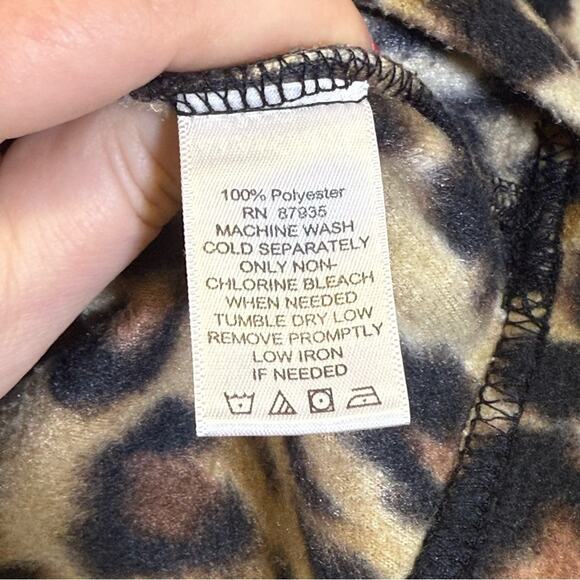 100% Polyester
RN 87935
MACHINE WASH
COLD SEPARATELY
ONLY NON-
CHLORINE BLEACH
WHEN NEEDED
TUMBLE DRY LOW
REMOVE PROMPTLY
LOW IRON
IF NEEDED